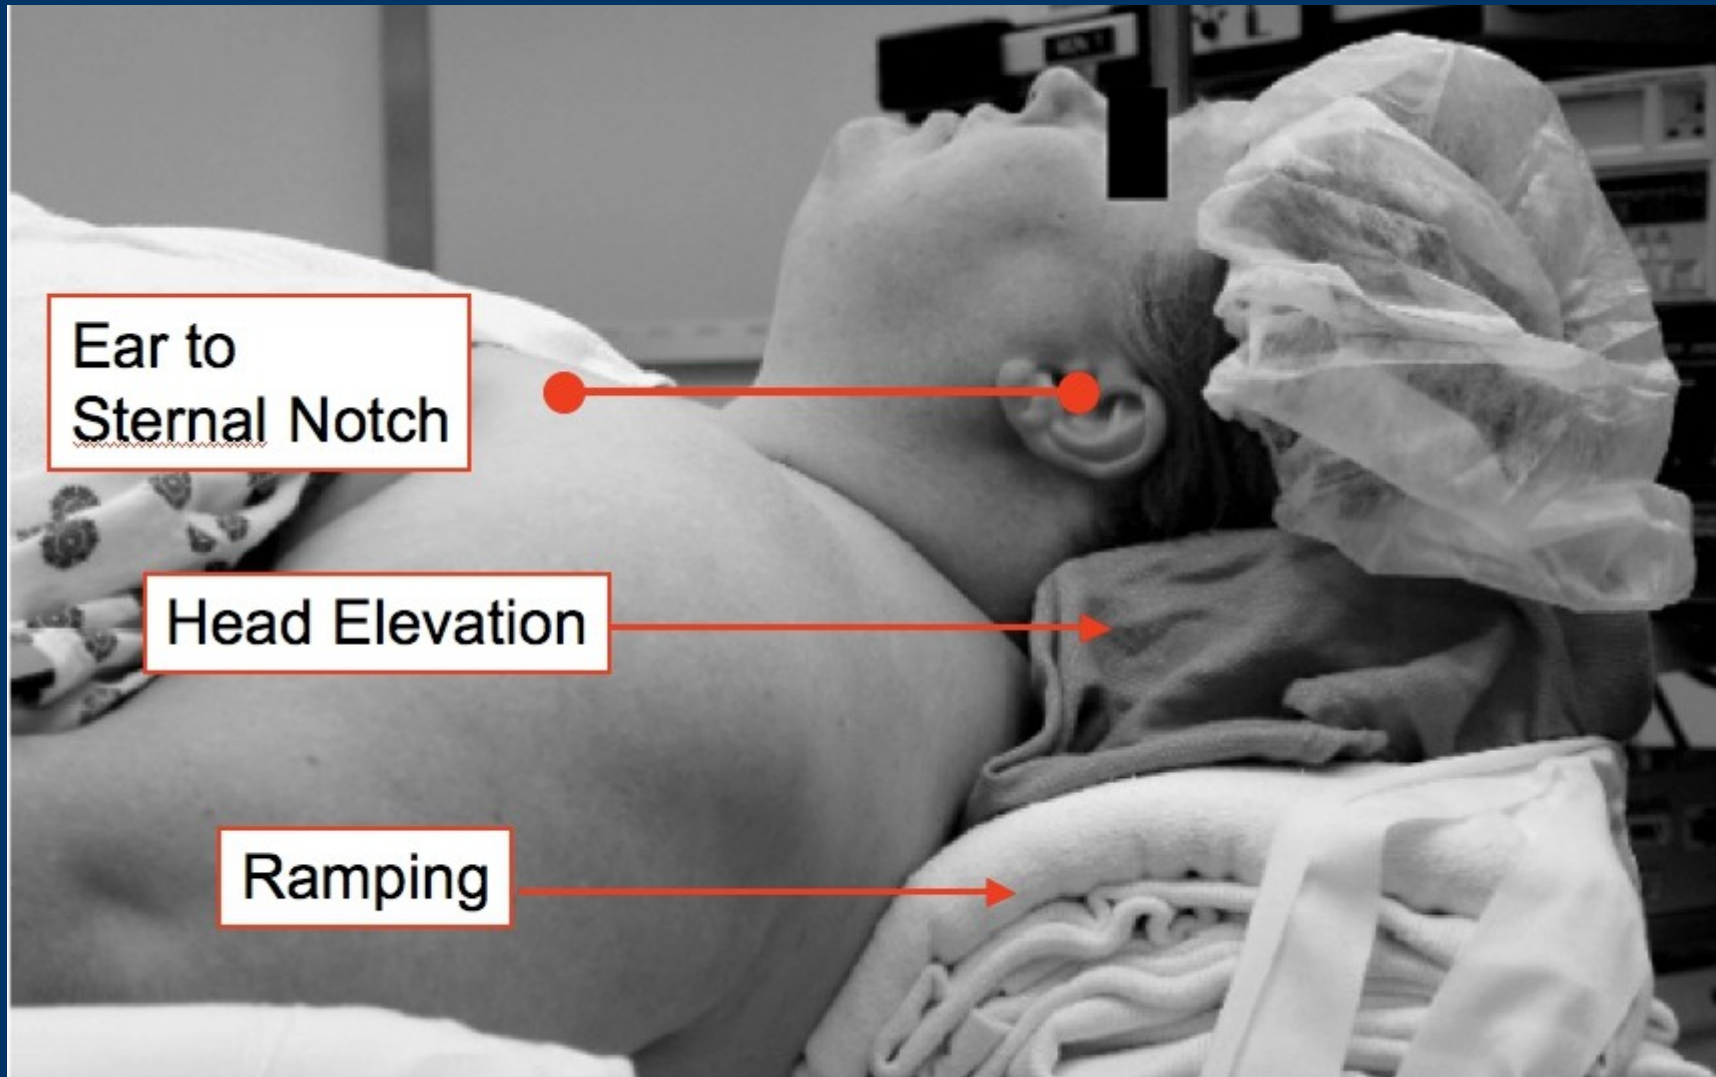 Ear to
Sternal Notch
Head Elevation
Ramping